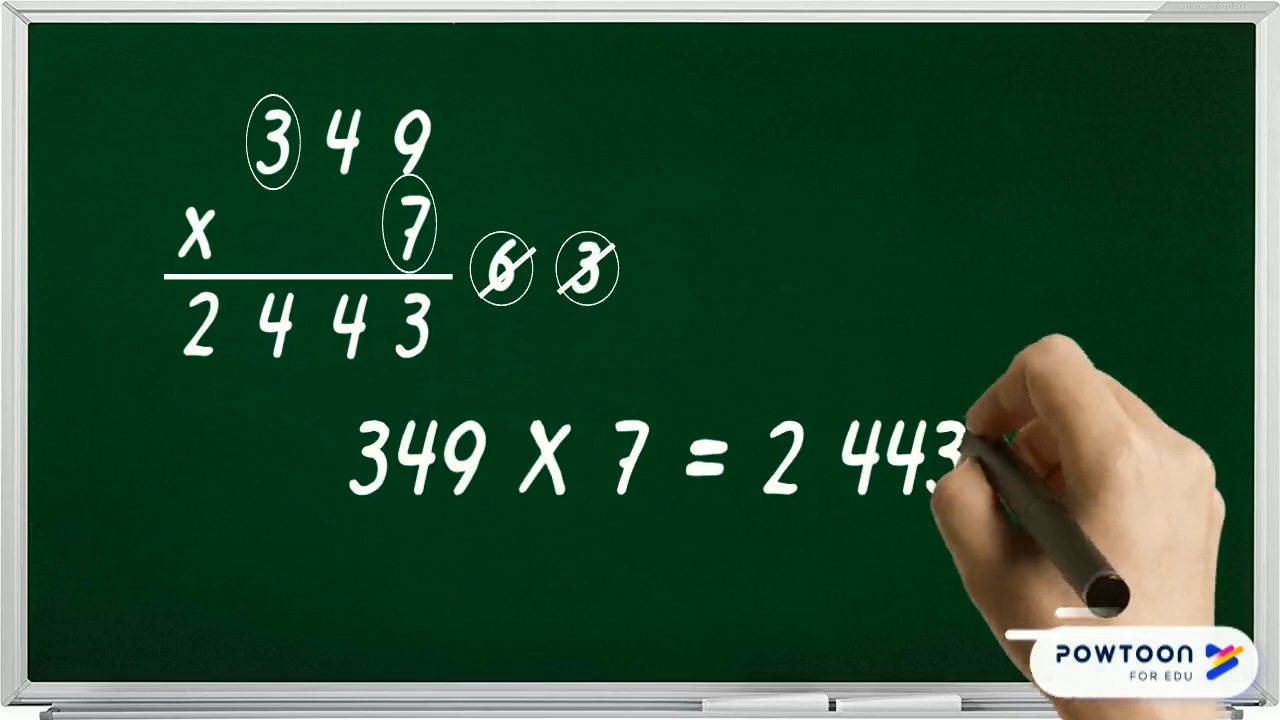 3 4 9
x 7
6 3
2 4 4 3
349 X 7 = 2 443
POWTOON
FOR EDU